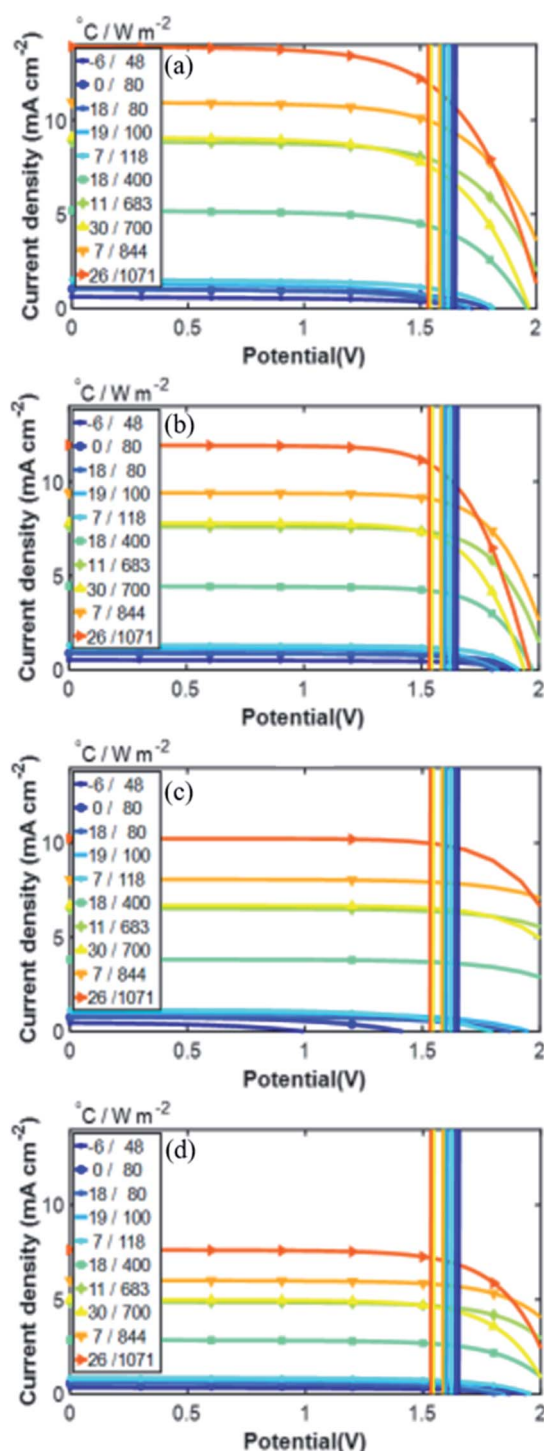 Current density (mA cm-2)
10
5
0
°C / W m-2
-6 / 48
0 / 80
18 / 80
19 / 100
7 / 118
18 / 400
11 / 683
30 / 700
7 / 844
26 /1071
(a)
0 0.5 1 1.5 2
Potential(V)
Current density (mA cm-2)
10
5
0
°C / W m-2
-6 / 48
0 / 80
18 / 80
19 / 100
7 / 118
18 / 400
11 / 683
30 / 700
7 / 844
26 /1071
(b)
0 0.5 1 1.5 2
Potential(V)
Current density (mA cm-2)
10
5
0
°C / W m-2
-6 / 48
0 / 80
18 / 80
19 / 100
7 / 118
18 / 400
11 / 683
30 / 700
7 / 844
26 /1071
(c)
0 0.5 1 1.5 2
Potential(V)
Current density (mA cm-2)
10
5
0
°C / W m-2
-6 / 48
0 / 80
18 / 80
19 / 100
7 / 118
18 / 400
11 / 683
30 / 700
7 / 844
26 /1071
(d)
0 0.5 1 1.5 2
Potential(V)